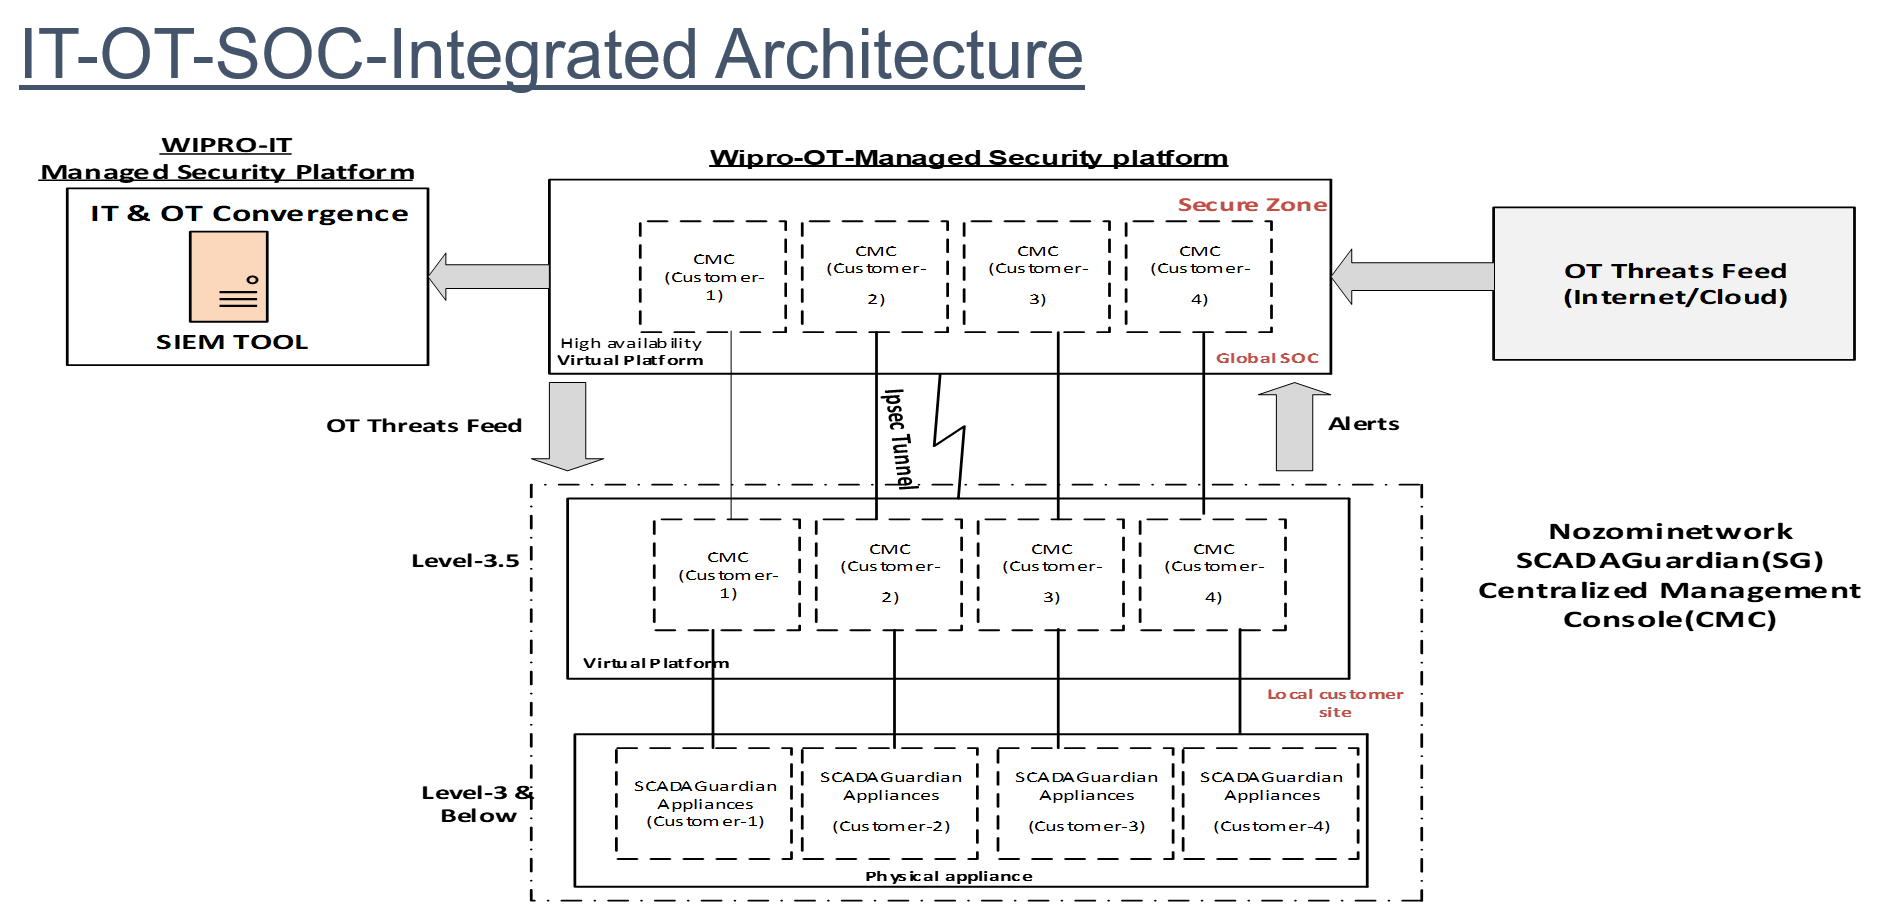 IT-OT-SOC-Integrated Architecture
WIPRO-IT
Managed Security Platform
IT & OT Convergence
SIEM TOOL
Wipro-OT-Managed Security platform
Secure Zone
CMC
(Customer-
1)
CMC
(Customer-
2)
CMC
(Customer-
3)
CMC
(Customer-
4)
High availability
Virtual Platform
Global SOC
OT Threats Feed
(Internet/Cloud)
OT Threats Feed
Ipsec Tunnel
Alerts
Level-3.5
CMC
(Customer-
1)
CMC
(Customer-
2)
CMC
(Customer-
3)
CMC
(Customer-
4)
Virtual Platform
Nozominetwork
SCADAGuardian(SG)
Centralized Management
Console(CMC)
Local customer
site
Level-3 &
Below
SCADAGuardian
Appliances
(Customer-1)
SCADAGuardian
Appliances
(Customer-2)
SCADAGuardian
Appliances
(Customer-3)
SCADAGuardian
Appliances
(Customer-4)
Physical appliance